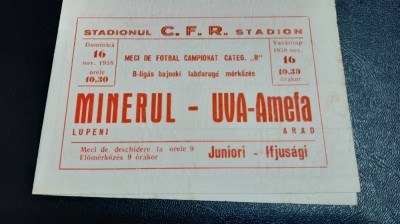 STADIONUL C. F. R. STADION
Duminică
16
nov. 1958
orele
10,30
MECI DE FOTBAL CAMPIONAT CATEG. „B"
B-ligás bajnoki labdarugó mérkőzés
Vasárnap
1958 nov.
16
10,30
órakor
MINERUL - UVA-Amefa
LUPENI ARAD
Meci de deschidere la orele 9
Előmérkőzés 9 órakor
Juniori - Ifjusági